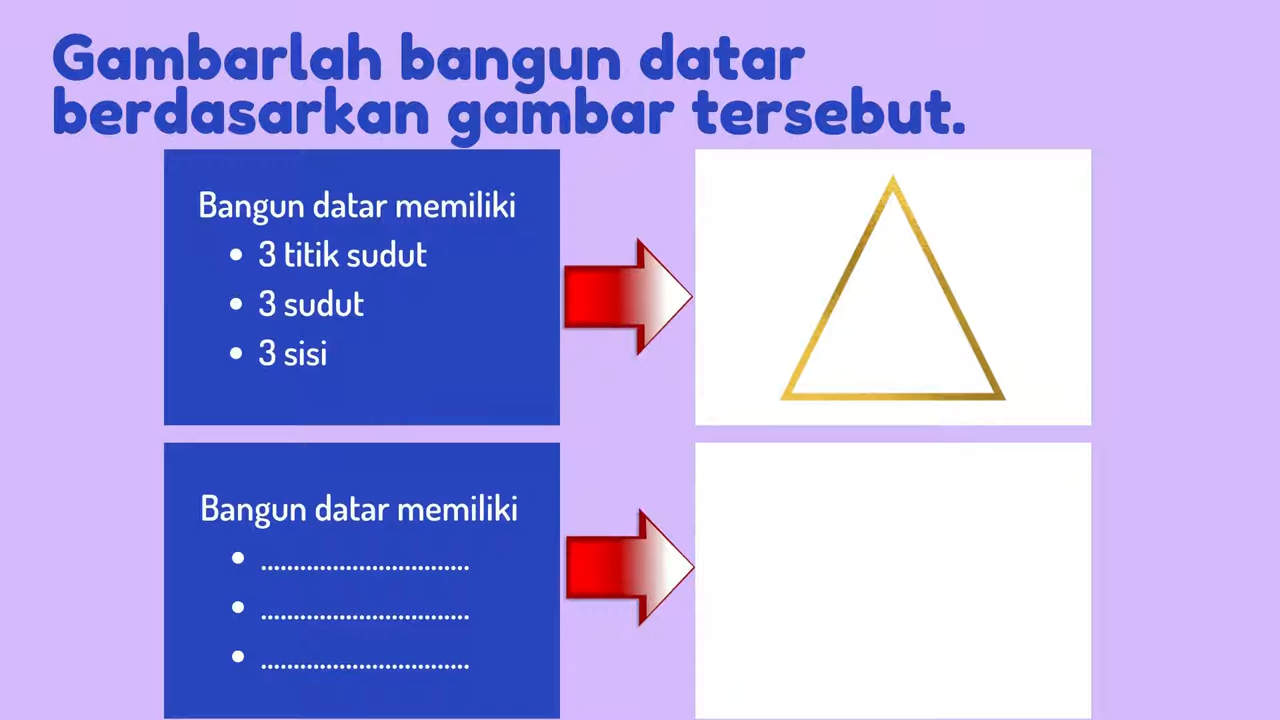 Gambarlah bangun datar
berdasarkan gambar tersebut.
Bangun datar memiliki
• 3 titik sudut
• 3 sudut
• 3 sisi
Bangun datar memiliki
• ................................
• ................................
• ................................